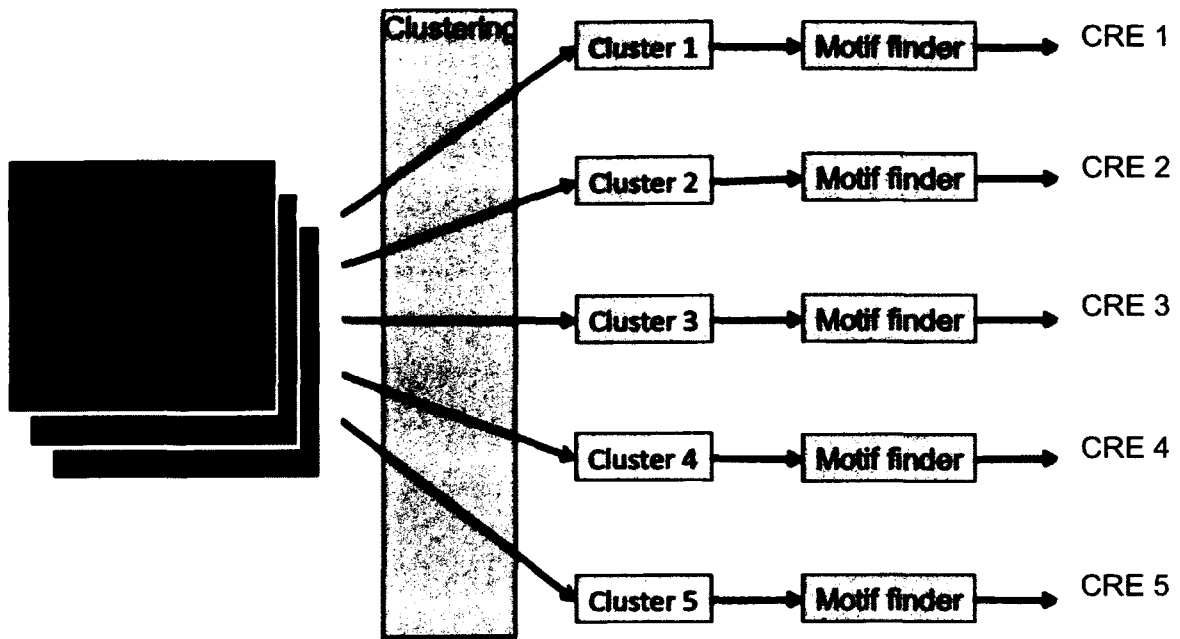 Clustering
Cluster 1 Motif finder CRE 1
Cluster 2 Motif finder CRE 2
Cluster 3 Motif finder CRE 3
Cluster 4 Motif finder CRE 4
Cluster 5 Motif finder CRE 5